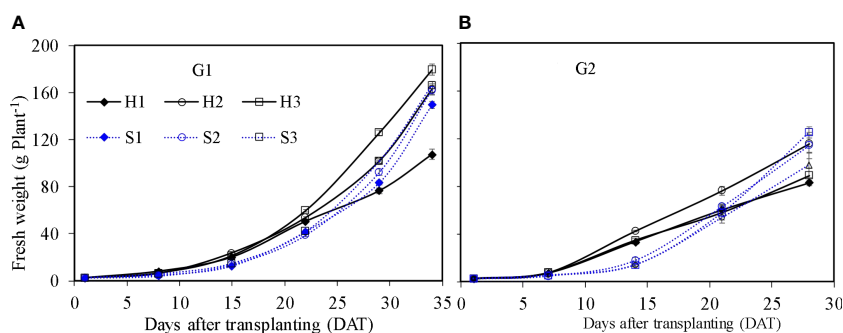 A
B
200
160
120
80
40
0
Fresh weight (g Plant-1)
G1
H1 H2 H3
S1 S2 S3
0 5 10 15 20 25 30 35
Days after transplanting (DAT)
G2
0 5 10 15 20 25 30
Days after transplanting (DAT)